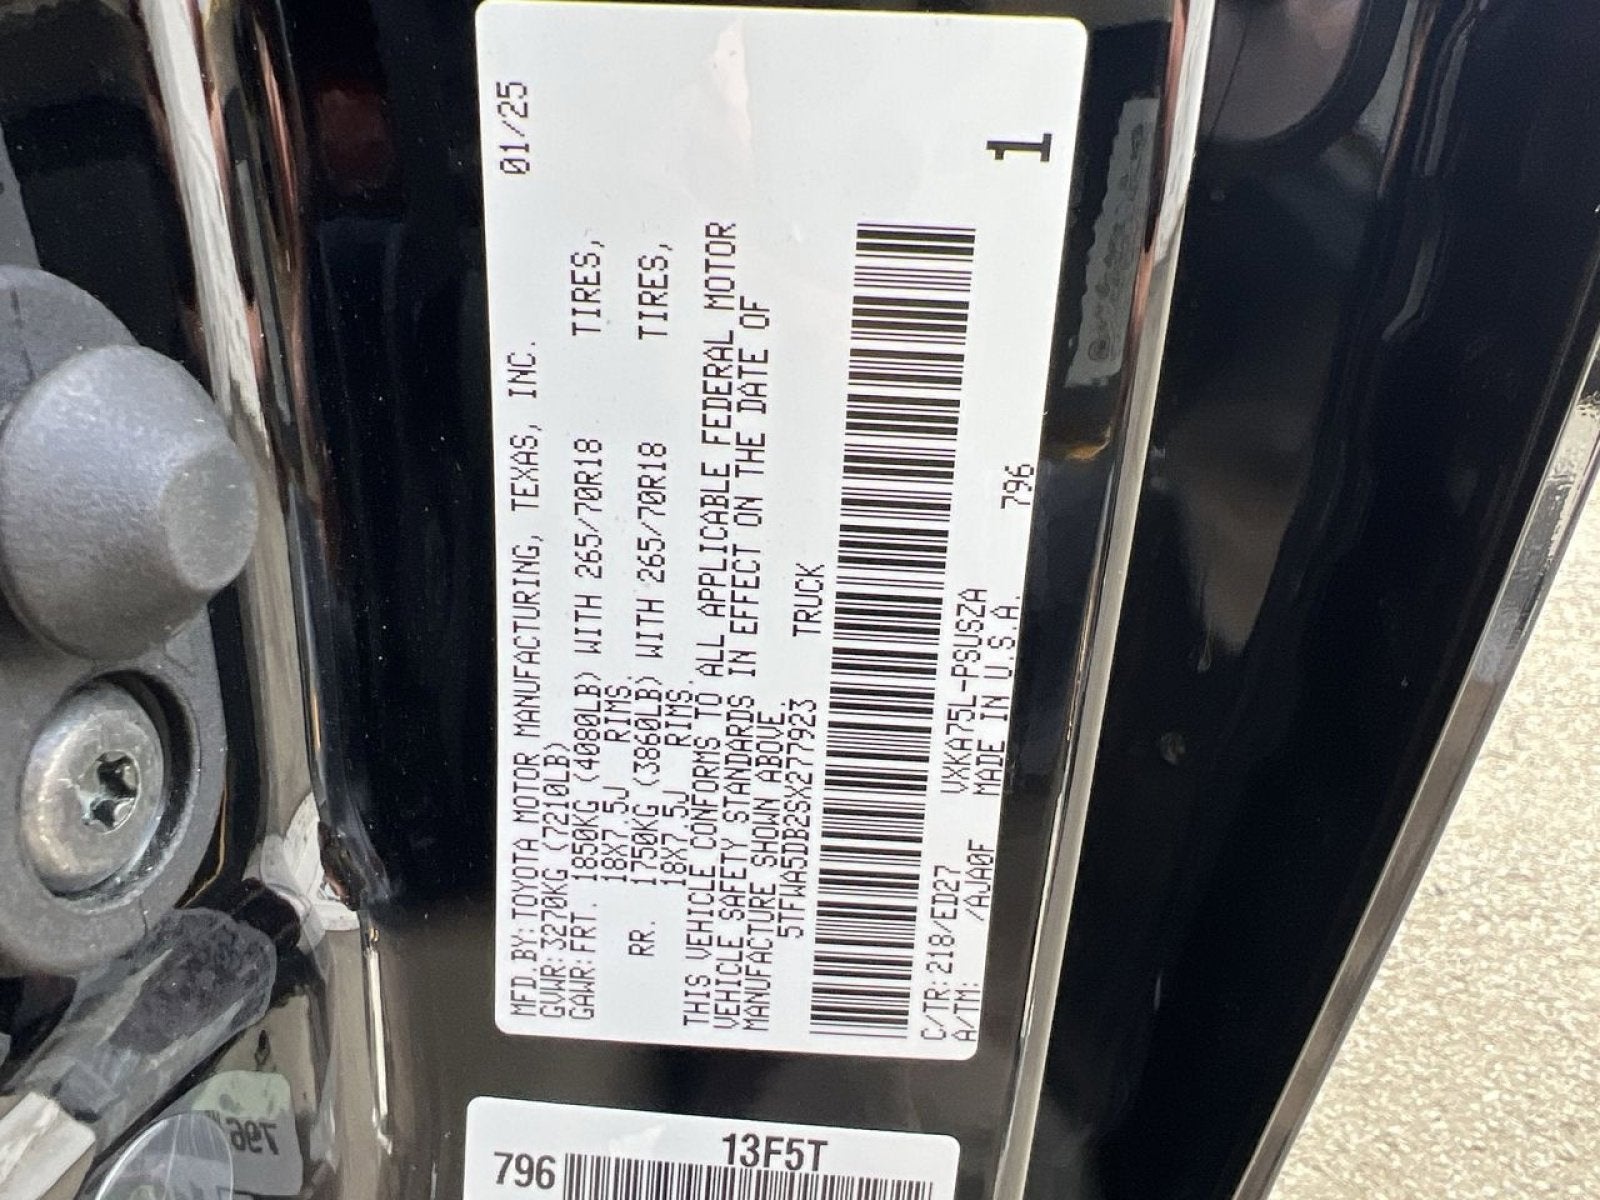 MFD.BY:TOYOTA MOTOR MANUFACTURING, TEXAS, INC. 01/25
GVWR:3270KG (7210LB)
GAWR:FRT. 1850KG (4080LB) WITH 265/70R18 TIRES,
18X7.5J RIMS.
RR. 1750KG (3860LB) WITH 265/70R18 TIRES,
18X7.5J RIMS.
THIS VEHICLE CONFORMS TO ALL APPLICABLE FEDERAL MOTOR
VEHICLE SAFETY STANDARDS IN EFFECT ON THE DATE OF
MANUFACTURE SHOWN ABOVE.
5TFWA5DB2SX277923 TRUCK
C/TR:218/ED27 VXKA75L-PSUSZA
A/TM: /AJA0F MADE IN U.S.A. 796
1
796 13F5T
796